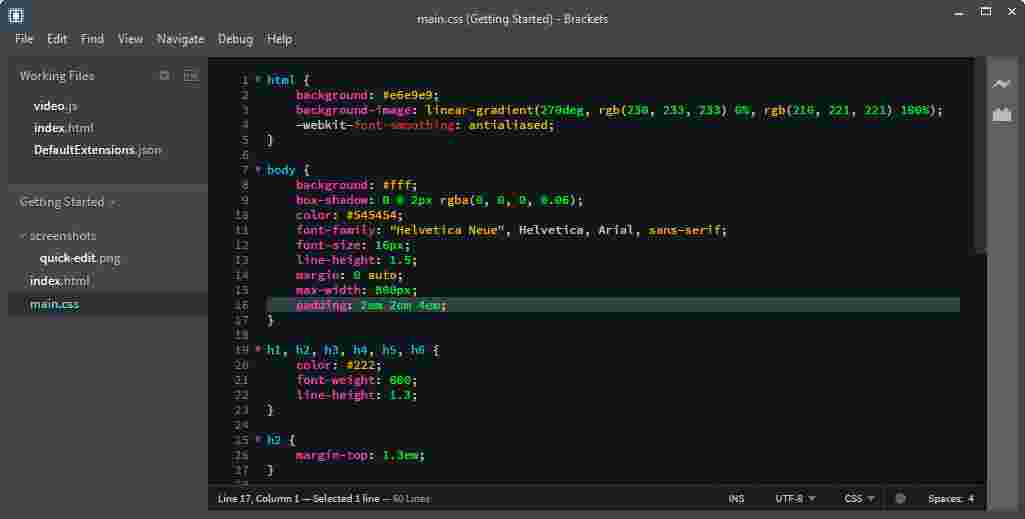 main.css (Getting Started) - Brackets
File Edit Find View Navigate Debug Help
Working Files
video.js
index.html
DefaultExtensions.json
Getting Started
screenshots
quick-edit.png
index.html
main.css
1 html {
2 background: #e6e9e9;
3 background-image: linear-gradient(270deg, rgb(230, 233, 233) 0%, rgb(216, 221, 221) 100%);
4 -webkit-font-smoothing: antialiased;
5 }
6
7 body {
8 background: #fff;
9 box-shadow: 0 0 2px rgba(0, 0, 0, 0.06);
10 color: #545454;
11 font-family: "Helvetica Neue", Helvetica, Arial, sans-serif;
12 font-size: 16px;
13 line-height: 1.5;
14 margin: 0 auto;
15 max-width: 800px;
16 padding: 2em 2em 4em;
17 }
18
19 h1, h2, h3, h4, h5, h6 {
20 color: #222;
21 font-weight: 600;
22 line-height: 1.3;
23 }
24
25 h2 {
26 margin-top: 1.3em;
27 }
Line 17, Column 1 — Selected 1 line — 60 Lines
INS UTF-8 CSS Spaces: 4